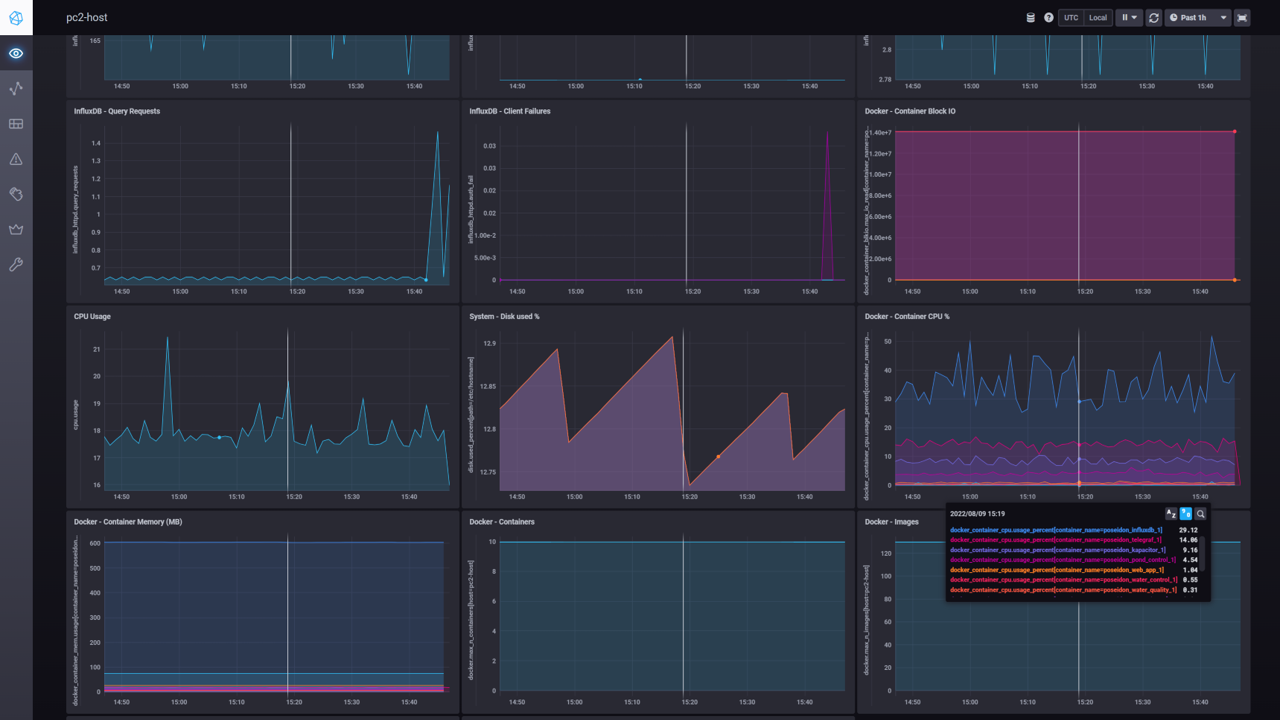 pc2-host
UTC Local
Past 1h
165
14:50 15:00 15:10 15:20 15:30 15:40
14:50 15:00 15:10 15:20 15:30 15:40
2.8
2.78
14:50 15:00 15:10 15:20 15:30 15:40
InfluxDB - Query Requests
influxdb_httpd.query_requests
1.4
1.3
1.2
1.1
1
0.9
0.8
0.7
14:50 15:00 15:10 15:20 15:30 15:40
InfluxDB - Client Failures
influxdb_httpd.auth_fail
0.03
0.03
0.02
0.02
1.00e-2
5.00e-3
0
14:50 15:00 15:10 15:20 15:30 15:40
Docker - Container Block IO
docker_container_blkio.max_io_read[container_name=po...
1.40e+7
1.20e+7
1.00e+7
8.00e+6
6.00e+6
4.00e+6
2.00e+6
0
14:50 15:00 15:10 15:20 15:30 15:40
CPU Usage
cpu.usage
21
20
19
18
17
16
14:50 15:00 15:10 15:20 15:30 15:40
System - Disk used %
disk.used_percent[path=/etc/hostname]
12.9
12.85
12.8
12.75
14:50 15:00 15:10 15:20 15:30 15:40
Docker - Container CPU %
docker_container_cpu.usage_percent[container_name=p...
50
40
30
20
10
0
14:50 15:00 15:10 15:20 15:30 15:40
Docker - Container Memory (MB)
docker_container_mem.usage[container_name=poseidon...
600
500
400
300
200
100
0
14:50 15:00 15:10 15:20 15:30 15:40
Docker - Containers
docker.max_n_containers[host=pc2-host]
10
8
6
4
2
0
14:50 15:00 15:10 15:20 15:30 15:40
Docker - Images
docker.max_n_images[host=pc2-host]
120
100
80
60
40
20
0
14:50 15:00 15:10 15:20 15:30 15:40
2022/08/09 15:19
docker_container_cpu.usage_percent[container_name=poseidon_influxdb_1] 29.12
docker_container_cpu.usage_percent[container_name=poseidon_telegraf_1] 14.06
docker_container_cpu.usage_percent[container_name=poseidon_kapacitor_1] 9.16
docker_container_cpu.usage_percent[container_name=poseidon_pond_control_1] 4.54
docker_container_cpu.usage_percent[container_name=poseidon_web_app_1] 1.04
docker_container_cpu.usage_percent[container_name=poseidon_water_control_1] 0.55
docker_container_cpu.usage_percent[container_name=poseidon_water_quality_1] 0.31